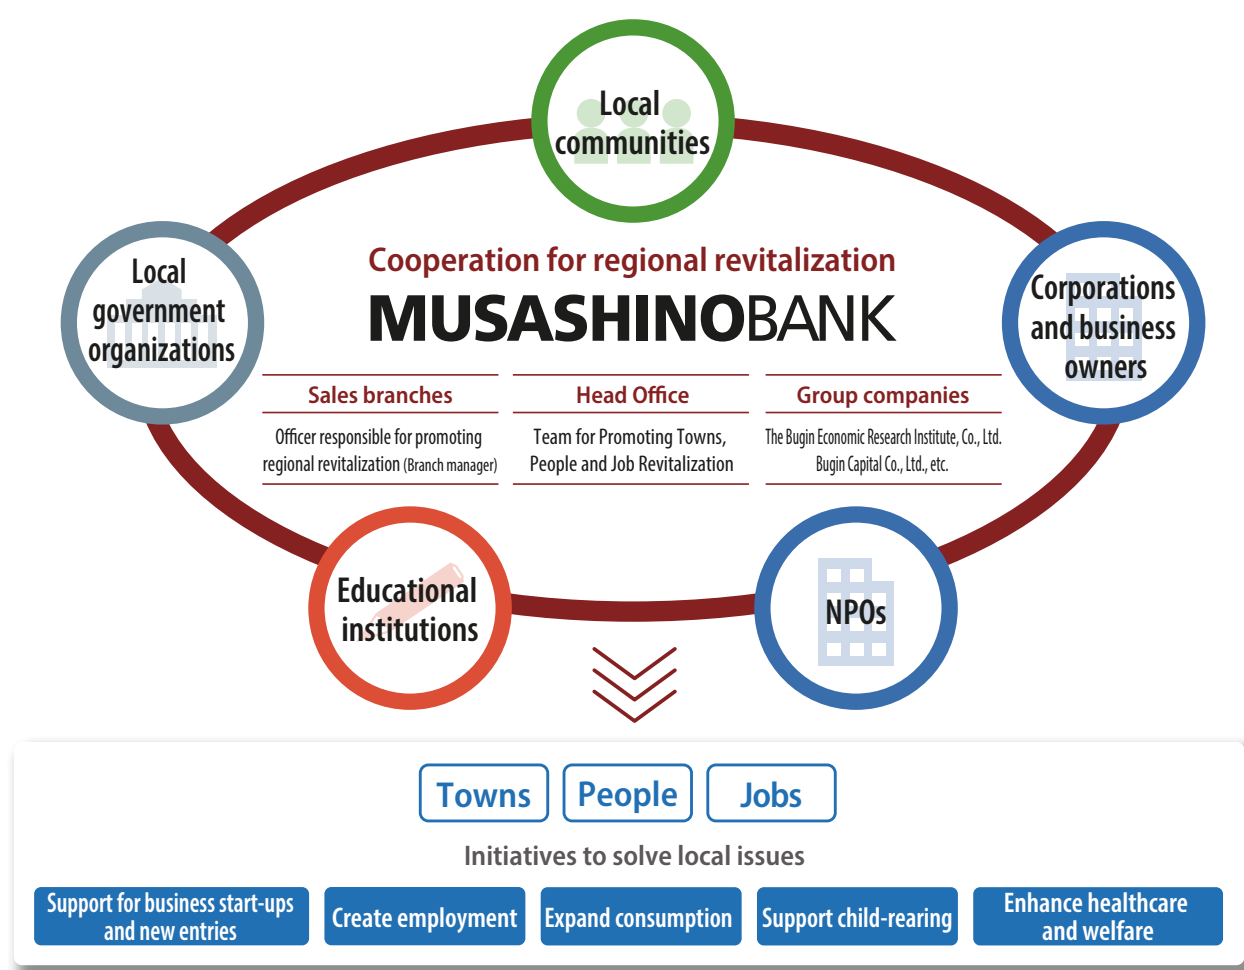 Local
communities
Local
government
organizations
Cooperation for regional revitalization
MUSASHINOBANK
Corporations
and business
owners
Sales branches
Officer responsible for promoting
regional revitalization (Branch manager)
Head Office
Team for Promoting Towns,
People and Job Revitalization
Group companies
The Bugin Economic Research Institute, Co., Ltd.
Bugin Capital Co., Ltd., etc.
Educational
institutions
NPOs
Towns
People
Jobs
Initiatives to solve local issues
Support for business start-ups
and new entries
Create employment
Expand consumption
Support child-rearing
Enhance healthcare
and welfare